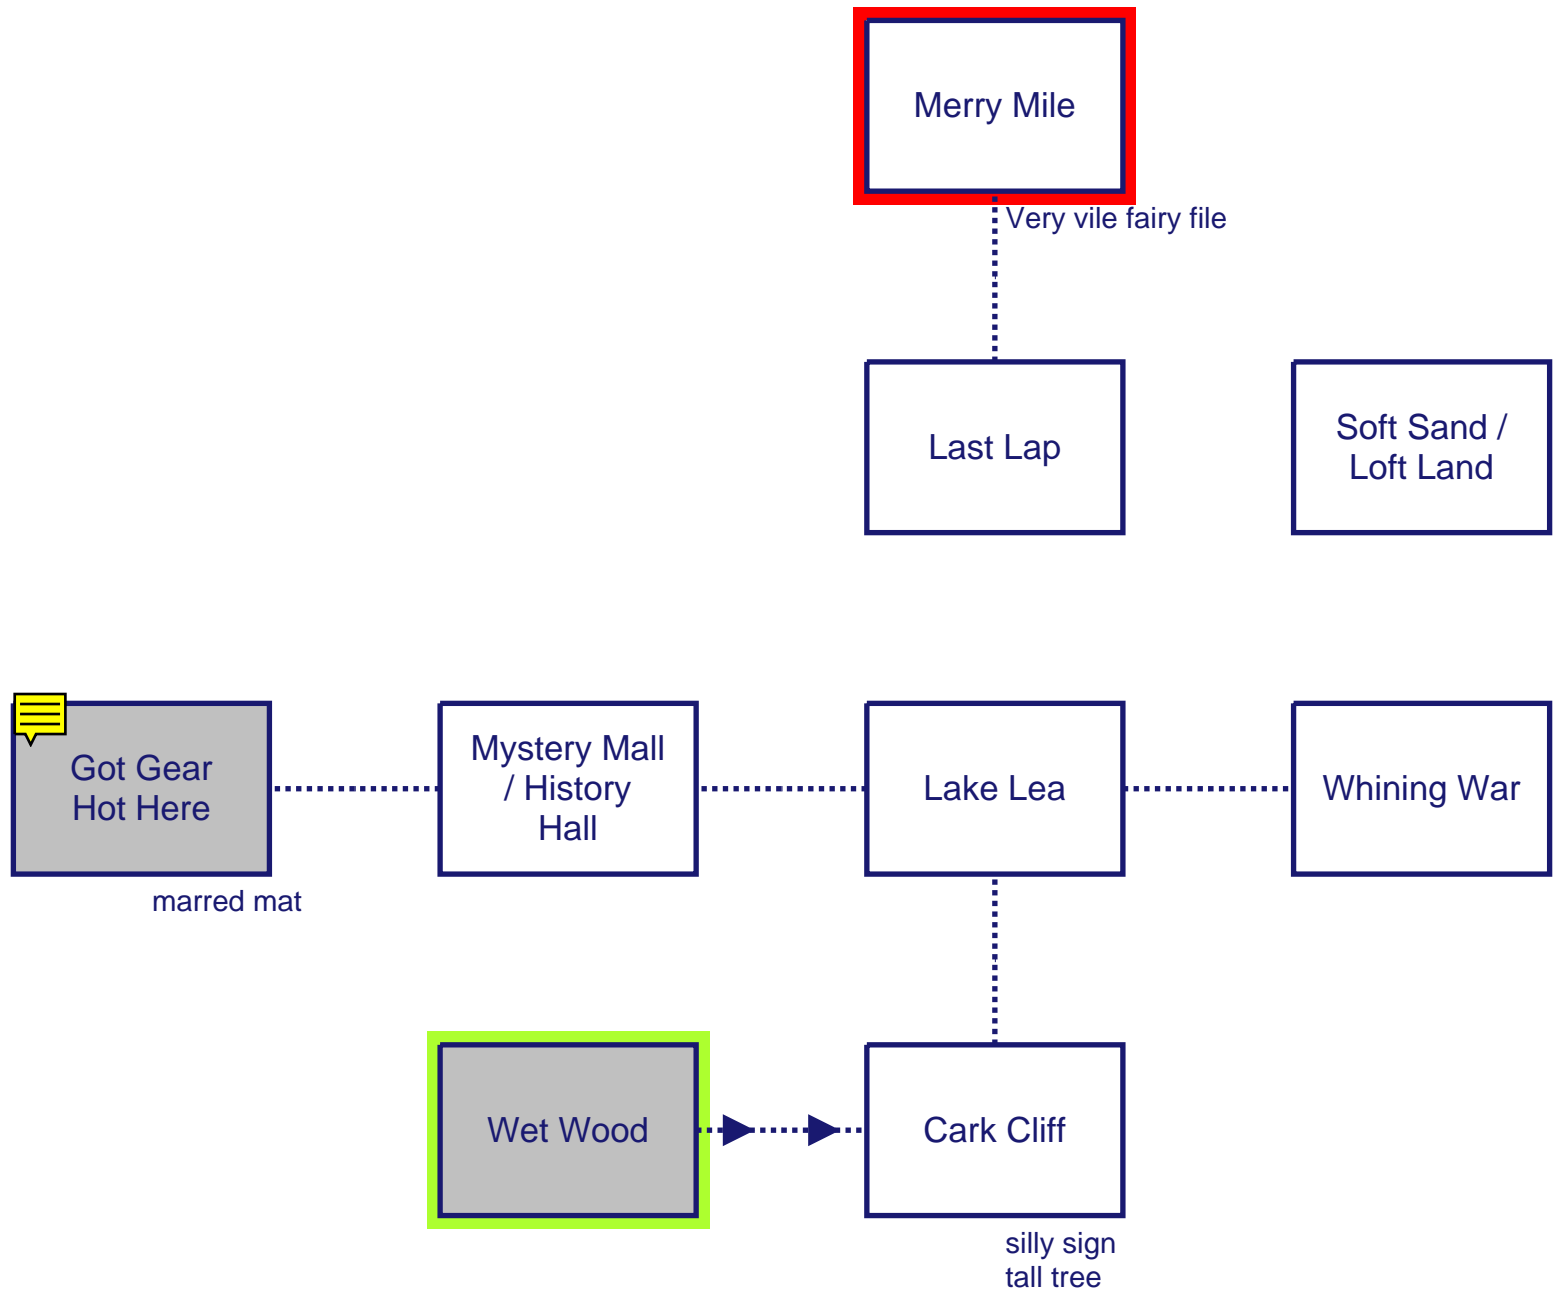 Merry Mile
Very vile fairy file
Last Lap
Soft Sand /
Loft Land
Got Gear
Hot Here
marred mat
Mystery Mall
/ History
Hall
Lake Lea
Whining War
Wet Wood
Cark Cliff
silly sign
tall tree